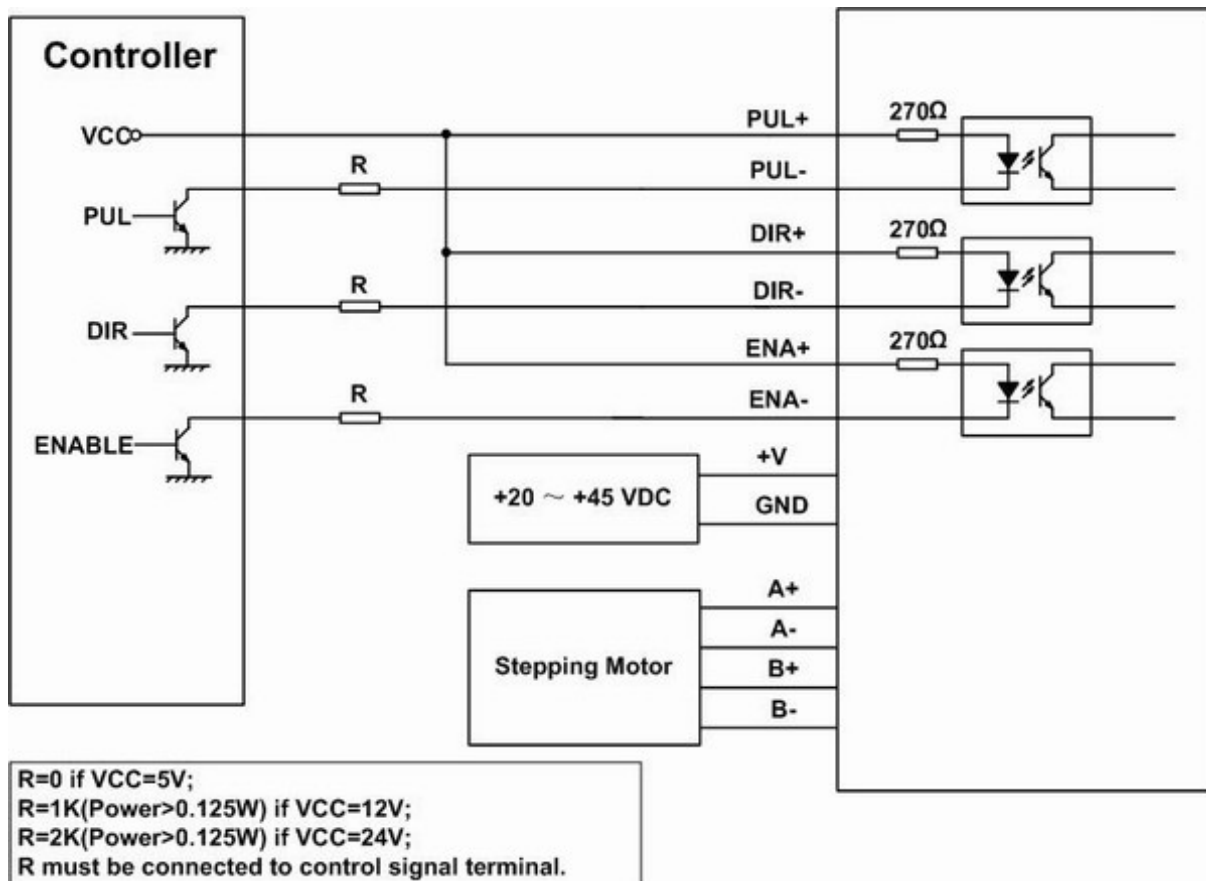 Controller
VCC
PUL
DIR
ENABLE
R
R
R
PUL+
PUL-
DIR+
DIR-
ENA+
ENA-
270Ω
270Ω
270Ω
+20 ～ +45 VDC
+V
GND
Stepping Motor
A+
A-
B+
B-
R=0 if VCC=5V;
R=1K(Power>0.125W) if VCC=12V;
R=2K(Power>0.125W) if VCC=24V;
R must be connected to control signal terminal.